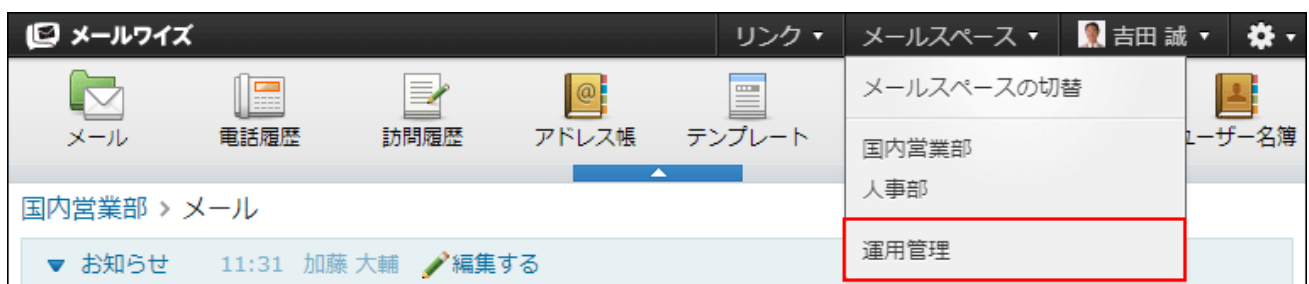 メールワイズ リンク ▼ メールスペース ▼ 吉田 誠 ▼
メールスペースの切替
メール 電話履歴 訪問履歴 アドレス帳 テンプレート ーザー名簿
国内営業部
人事部
国内営業部 > メール
運用管理
▼ お知らせ 11:31 加藤 大輔 編集する